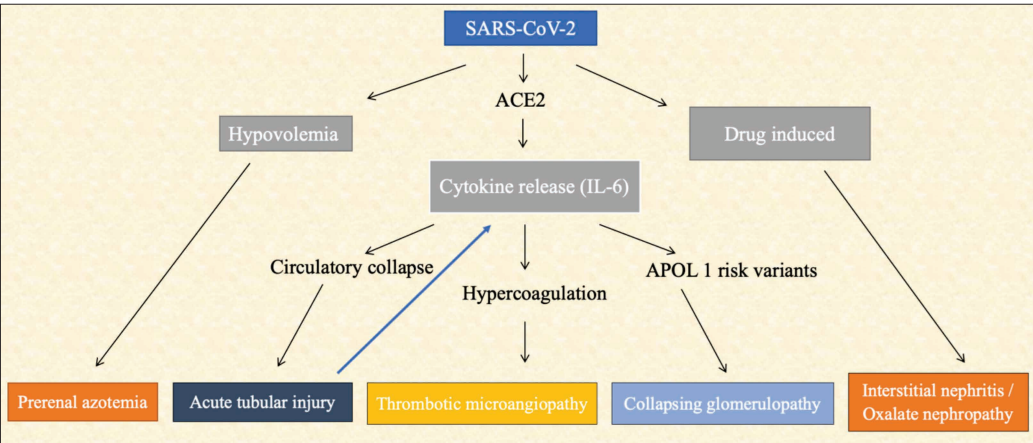 SARS-CoV-2
ACE2
Hypovolemia
Drug induced
Cytokine release (IL-6)
Circulatory collapse
APOL 1 risk variants
Hypercoagulation
Prerenal azotemia
Acute tubular injury
Thrombotic microangiopathy
Collapsing glomerulopathy
Interstitial nephritis /
Oxalate nephropathy